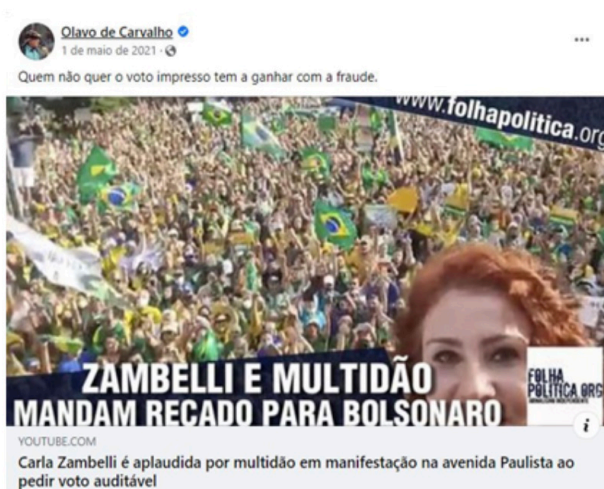 Olavo de Carvalho
1 de maio de 2021 ·
...
Quem não quer o voto impresso tem a ganhar com a fraude.
www.folhapolitica.org
ZAMBELLI E MULTIDÃO
MANDAM RECADO PARA BOLSONARO
FOLHA
POLÍTICA ORG
i
YOUTUBE.COM
Carla Zambelli é aplaudida por multidão em manifestação na avenida Paulista ao
pedir voto auditável